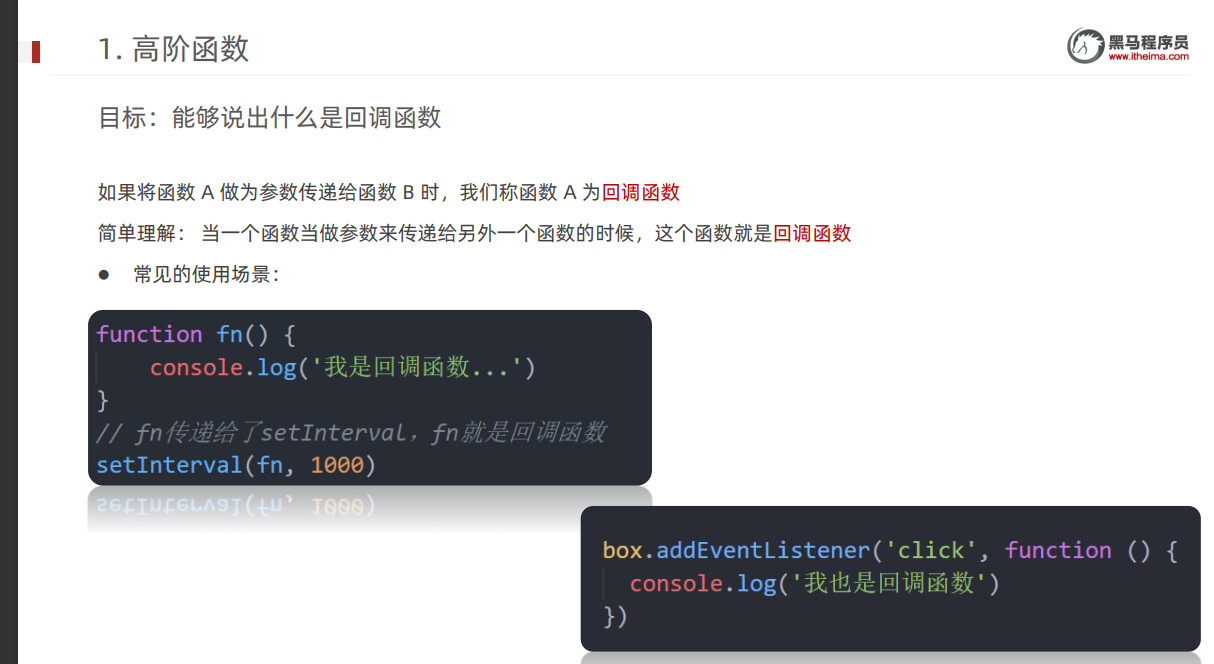 1. 高阶函数
黑马程序员
www.itheima.com
目标：能够说出什么是回调函数
如果将函数 A 做为参数传递给函数 B 时，我们称函数 A 为回调函数
简单理解： 当一个函数当做参数来传递给另外一个函数的时候，这个函数就是回调函数
● 常见的使用场景：
function fn() {
    console.log('我是回调函数...')
}
// fn传递给了setInterval，fn就是回调函数
setInterval(fn, 1000)
box.addEventListener('click', function () {
  console.log('我也是回调函数')
})